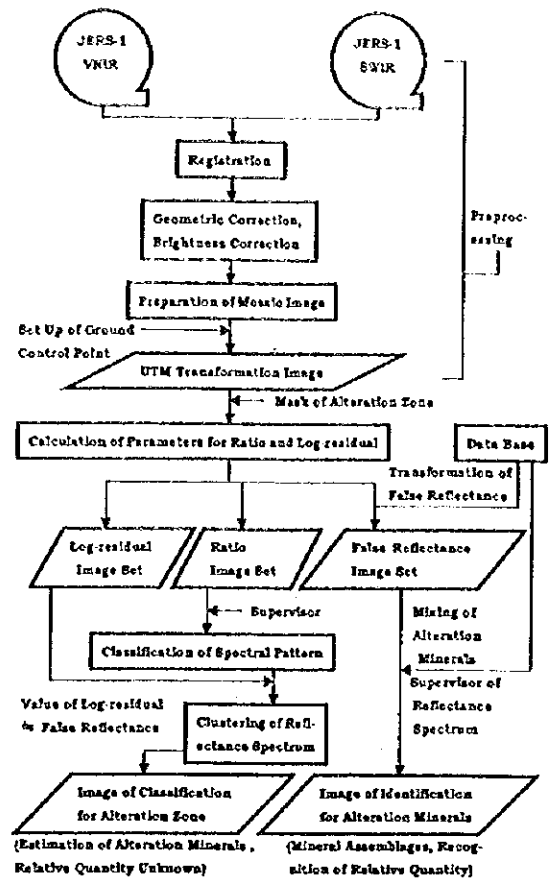 JERS-1
VNIR
JERS-1
SWIR
Registration
Geometric Correction,
Brightness Correction
Preproc-
essing
Preparation of Mosaic Image
Set Up of Ground
Control Point
UTM Transformation Image
Mask of Alteration Zone
Calculation of Parameters for Ratio and Log-residual
Data Base
Transformation of
False Reflectance
Log-residual
Image Set
Ratio
Image Set
False Reflectance
Image Set
Supervisor
Mixing of
Alteration
Minerals
Classification of Spectral Pattern
Supervisor of
Reflectance
Spectrum
Value of Log-residual
≒ False Reflectance
Clustering of Refl-
ectance Spectrum
Image of Classification
for Alteration Zone
Image of Identification
for Alteration Minerals
(Estimation of Alteration Minerals,
Relative Quantity Unknown)
(Mineral Assemblages, Recog-
nition of Relative Quantity)